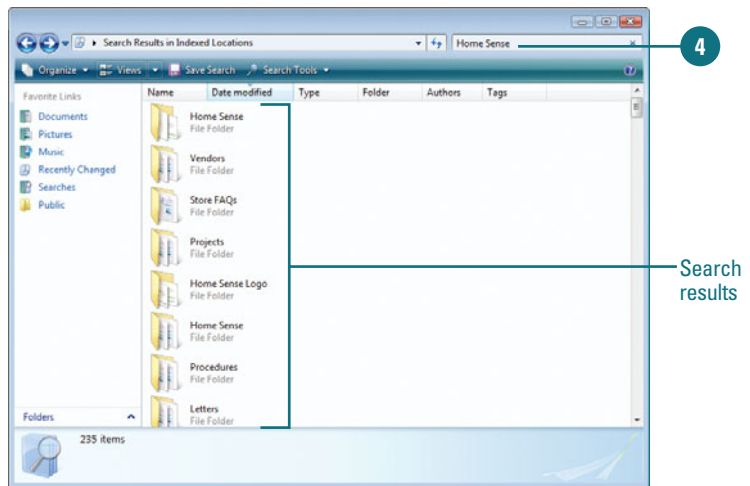 Search Results in Indexed Locations
Home Sense
4
Organize Views Save Search Search Tools
Favorite Links
Documents
Pictures
Music
Recently Changed
Searches
Public
Folders
Name Date modified Type Folder Authors Tags
Home Sense
File Folder
Vendors
File Folder
Store FAQs
File Folder
Projects
File Folder
Home Sense Logo
File Folder
Home Sense
File Folder
Procedures
File Folder
Letters
File Folder
Search
results
235 items